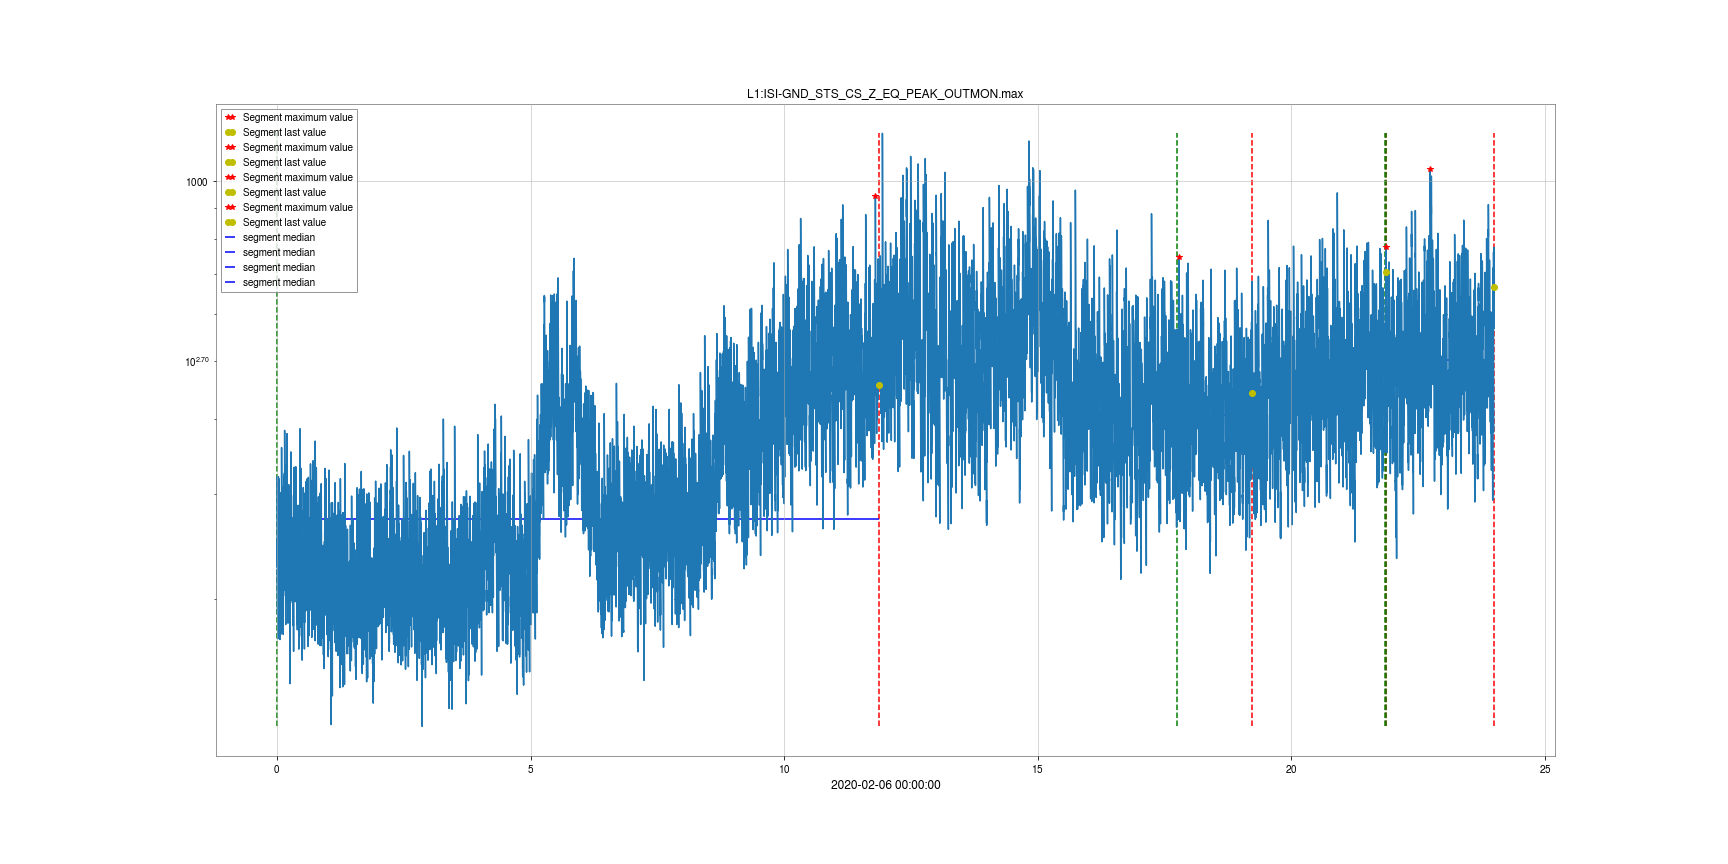 L1:ISI-GND_STS_CS_Z_EQ_PEAK_OUTMON.max
Segment maximum value
Segment last value
Segment maximum value
Segment last value
Segment maximum value
Segment last value
Segment maximum value
Segment last value
segment median
segment median
segment median
segment median
1000
10^2.70
0 5 10 15 20 25
2020-02-06 00:00:00